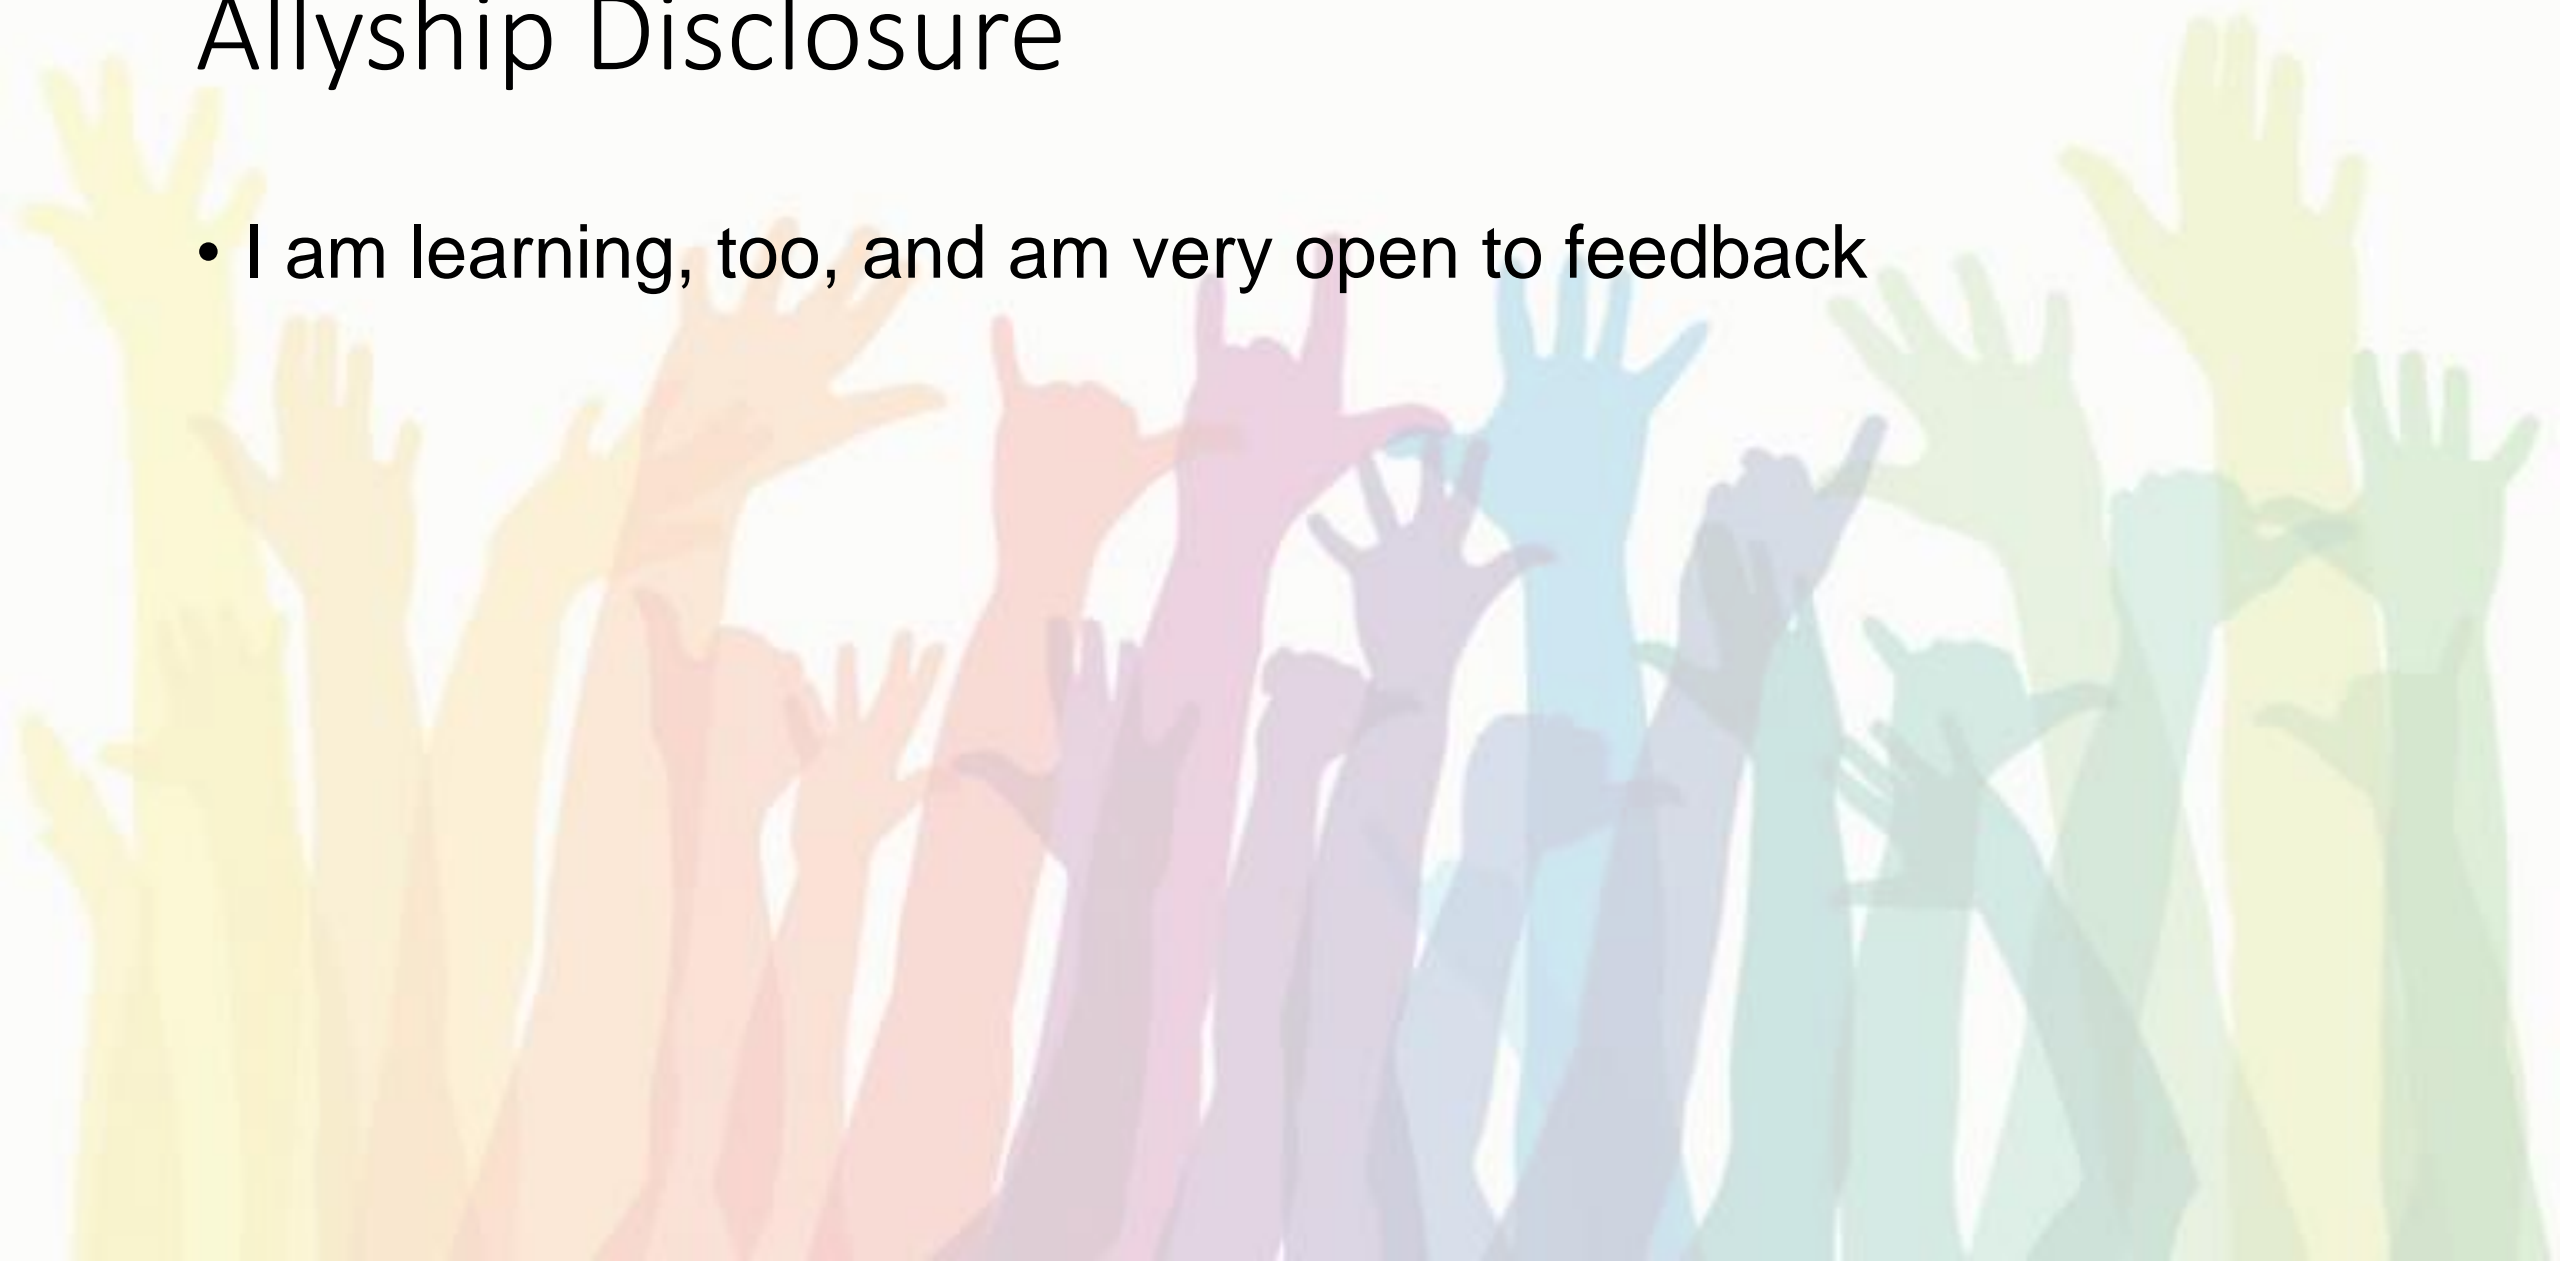 Allyship Disclosure
• I am learning, too, and am very open to feedback